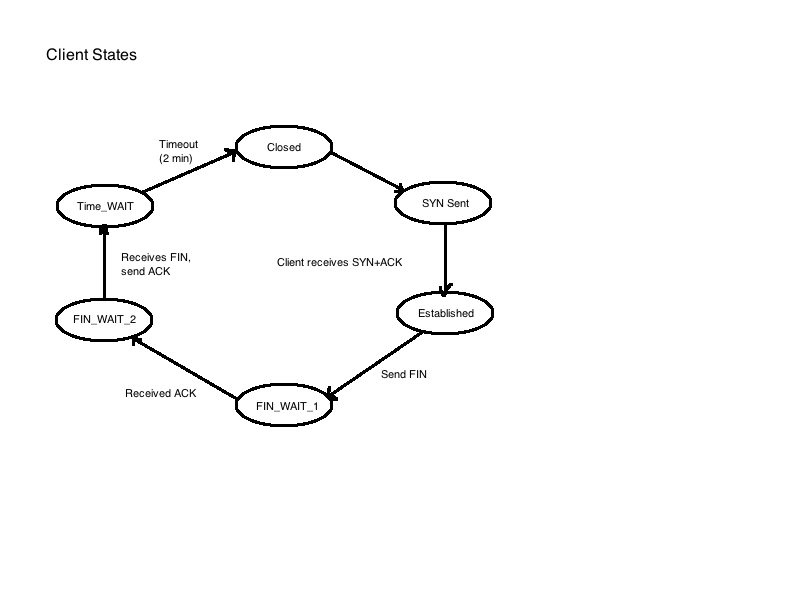 Client States
Timeout
(2 min)
Closed
Time_WAIT
SYN Sent
Receives FIN,
send ACK
Client receives SYN+ACK
FIN_WAIT_2
Established
Send FIN
Received ACK
FIN_WAIT_1